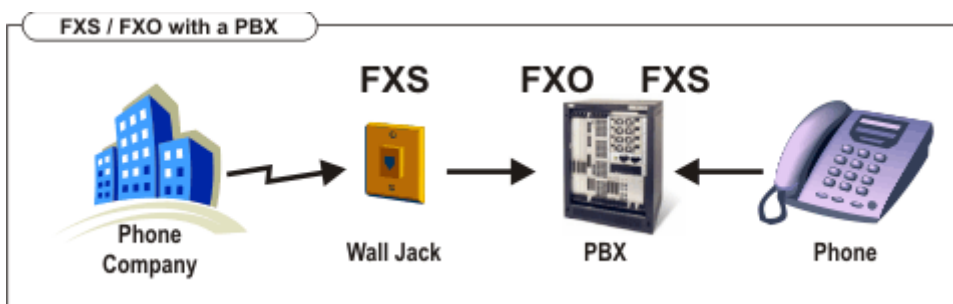 FXS / FXO with a PBX
FXS FXO FXS
Phone
Company
Wall Jack
PBX
Phone